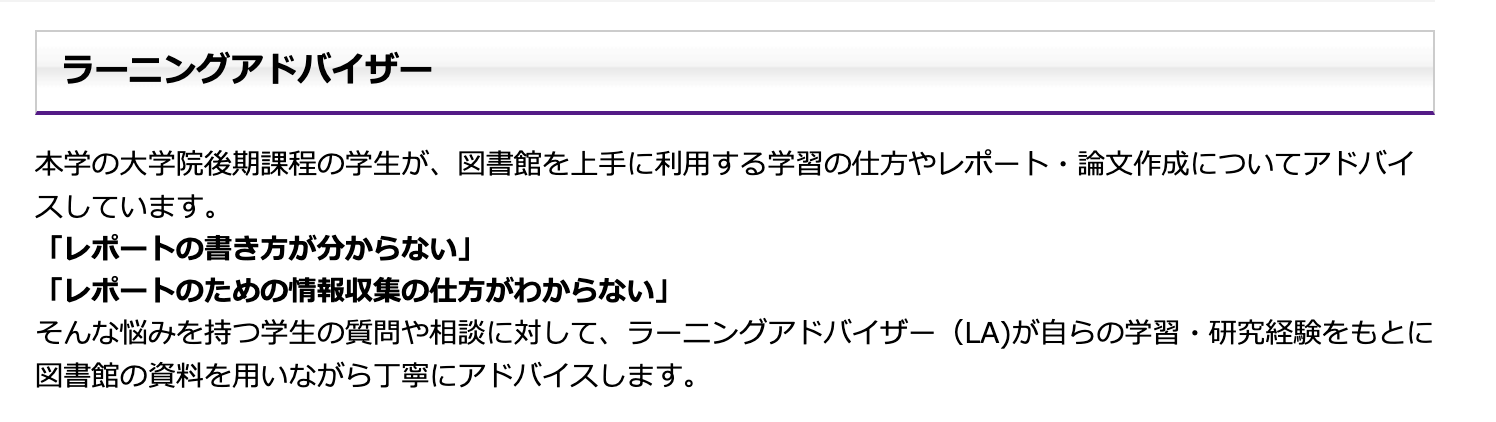 ラーニングアドバイザー
本学の大学院後期課程の学生が、図書館を上手に利用する学習の仕方やレポート・論文作成についてアドバイ
スしています。
「レポートの書き方が分からない」
「レポートのための情報収集の仕方がわからない」
そんな悩みを持つ学生の質問や相談に対して、ラーニングアドバイザー（LA)が自らの学習・研究経験をもとに
図書館の資料を用いながら丁寧にアドバイスします。